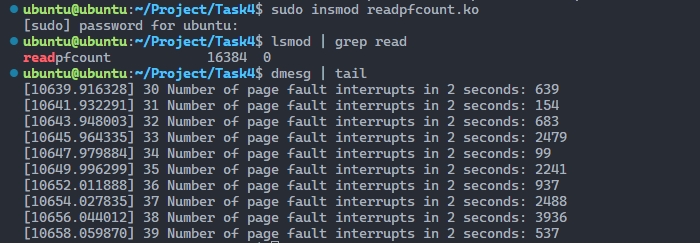 ubuntu@ubuntu:~/Project/Task4$ sudo insmod readpfcount.ko
[sudo] password for ubuntu:
ubuntu@ubuntu:~/Project/Task4$ lsmod | grep read
readpfcount 16384 0
ubuntu@ubuntu:~/Project/Task4$ dmesg | tail
[10639.916328] 30 Number of page fault interrupts in 2 seconds: 639
[10641.932291] 31 Number of page fault interrupts in 2 seconds: 154
[10643.948003] 32 Number of page fault interrupts in 2 seconds: 683
[10645.964335] 33 Number of page fault interrupts in 2 seconds: 2479
[10647.979884] 34 Number of page fault interrupts in 2 seconds: 99
[10649.996299] 35 Number of page fault interrupts in 2 seconds: 2241
[10652.011888] 36 Number of page fault interrupts in 2 seconds: 937
[10654.027835] 37 Number of page fault interrupts in 2 seconds: 2488
[10656.044012] 38 Number of page fault interrupts in 2 seconds: 3936
[10658.059870] 39 Number of page fault interrupts in 2 seconds: 537